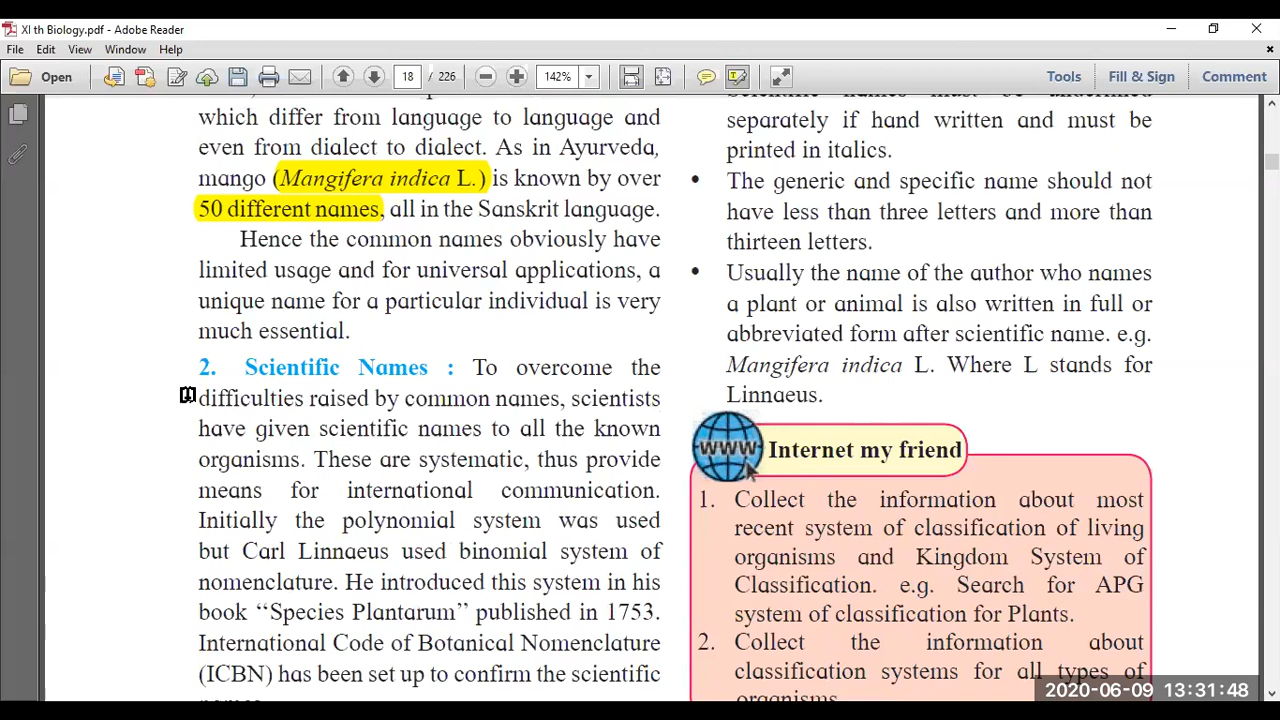 XI th Biology.pdf - Adobe Reader
File Edit View Window Help
Open 18 / 226 142% Tools Fill & Sign Comment
which differ from language to language and
even from dialect to dialect. As in Ayurveda,
mango (Mangifera indica L.) is known by over
50 different names, all in the Sanskrit language.
Hence the common names obviously have
limited usage and for universal applications, a
unique name for a particular individual is very
much essential.
2. Scientific Names : To overcome the
difficulties raised by common names, scientists
have given scientific names to all the known
organisms. These are systematic, thus provide
means for international communication.
Initially the polynomial system was used
but Carl Linnaeus used binomial system of
nomenclature. He introduced this system in his
book ‘‘Species Plantarum’’ published in 1753.
International Code of Botanical Nomenclature
(ICBN) has been set up to confirm the scientific
Scientific names must be underlined
separately if hand written and must be
printed in italics.
• The generic and specific name should not
have less than three letters and more than
thirteen letters.
• Usually the name of the author who names
a plant or animal is also written in full or
abbreviated form after scientific name. e.g.
Mangifera indica L. Where L stands for
Linnaeus.
www Internet my friend
1. Collect the information about most
recent system of classification of living
organisms and Kingdom System of
Classification. e.g. Search for APG
system of classification for Plants.
2. Collect the information about
classification systems for all types of
organisms.
2020-06-09 13:31:48